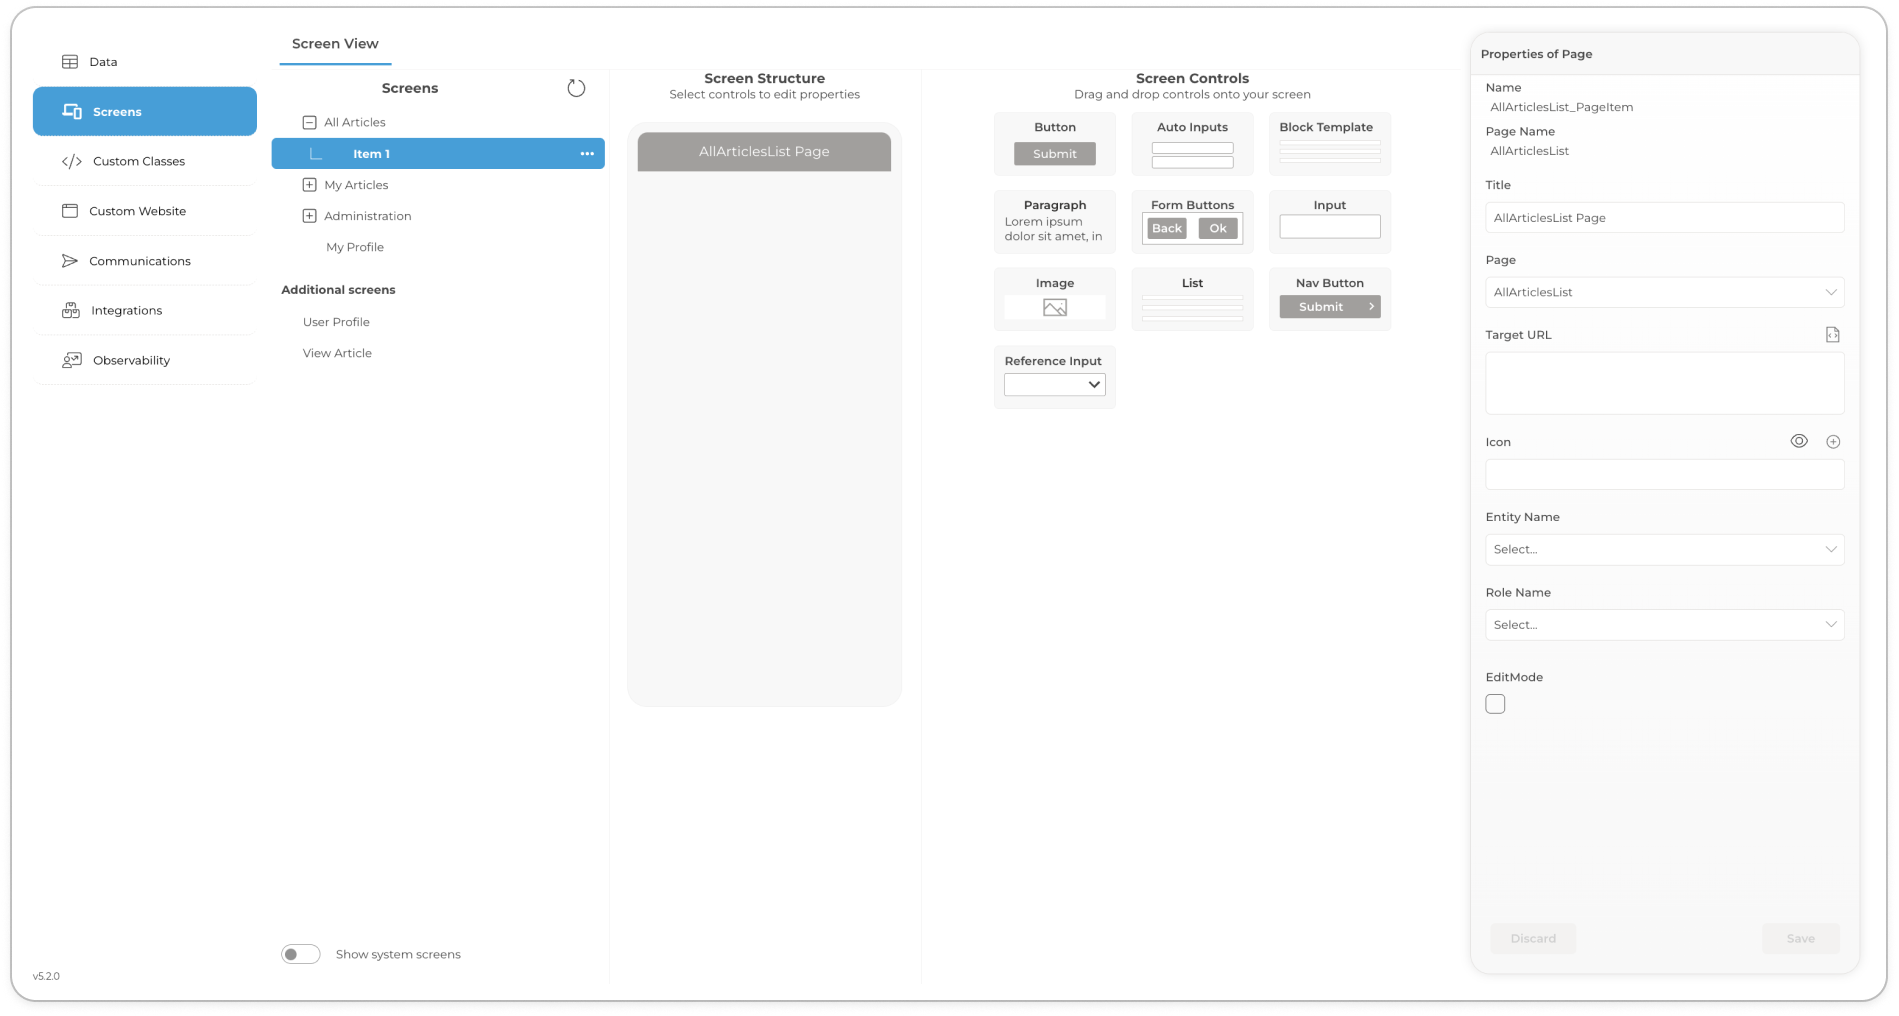 Data
Screens
Custom Classes
Custom Website
Communications
Integrations
Observability
v5.2.0
Screen View
Screens
All Articles
Item 1
My Articles
Administration
My Profile
Additional screens
User Profile
View Article
Show system screens
Screen Structure
Select controls to edit properties
AllArticlesList Page
Screen Controls
Drag and drop controls onto your screen
Button
Submit
Auto Inputs
Block Template
Paragraph
Lorem ipsum
dolor sit amet, in
Form Buttons
Back Ok
Input
Image
List
Nav Button
Submit
Reference Input
Properties of Page
Name
AllArticlesList_PageItem
Page Name
AllArticlesList
Title
AllArticlesList Page
Page
AllArticlesList
Target URL
Icon
Entity Name
Select...
Role Name
Select...
EditMode
Discard Save